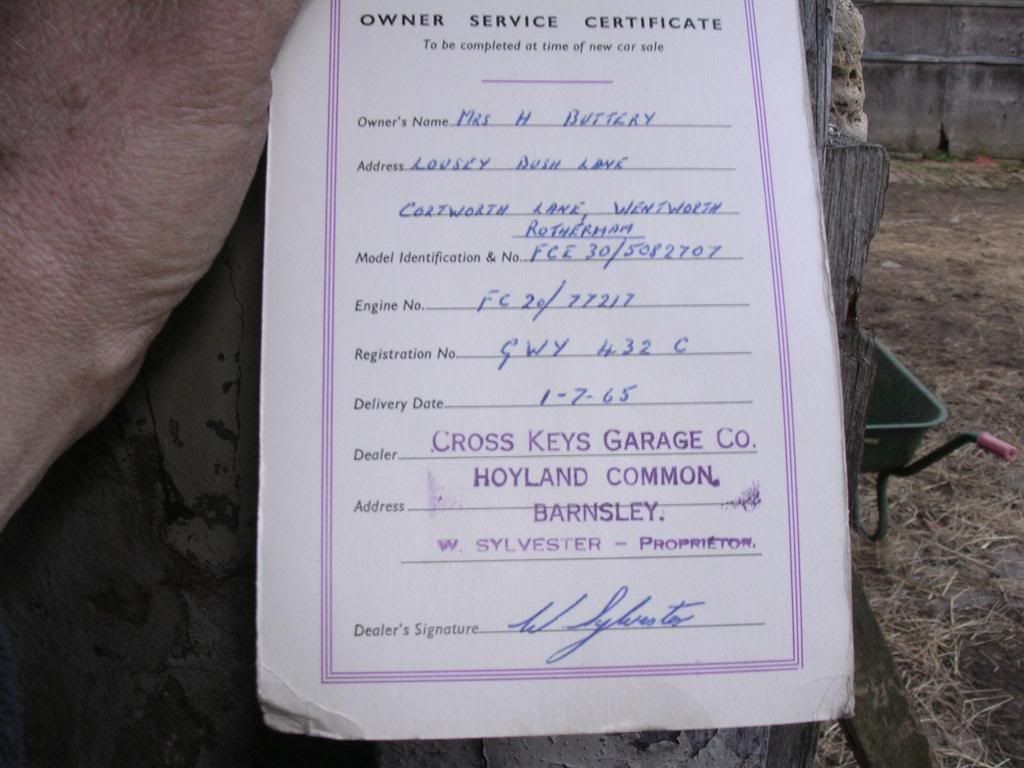 OWNER SERVICE CERTIFICATE
To be completed at time of new car sale
Owner's Name MRS H BUTTERY
Address LOUSEY BUSH LANE
CORTWORTH LANE, WENTWORTH
ROTHERHAM
Model Identification & No. FCE 30/5082707
Engine No. FC 20/77217
Registration No. GWY 432 C
Delivery Date 1-7-65
Dealer CROSS KEYS GARAGE CO.
HOYLAND COMMON,
Address BARNSLEY.
W. SYLVESTER - PROPRIETOR.
Dealer's Signature W Sylvester